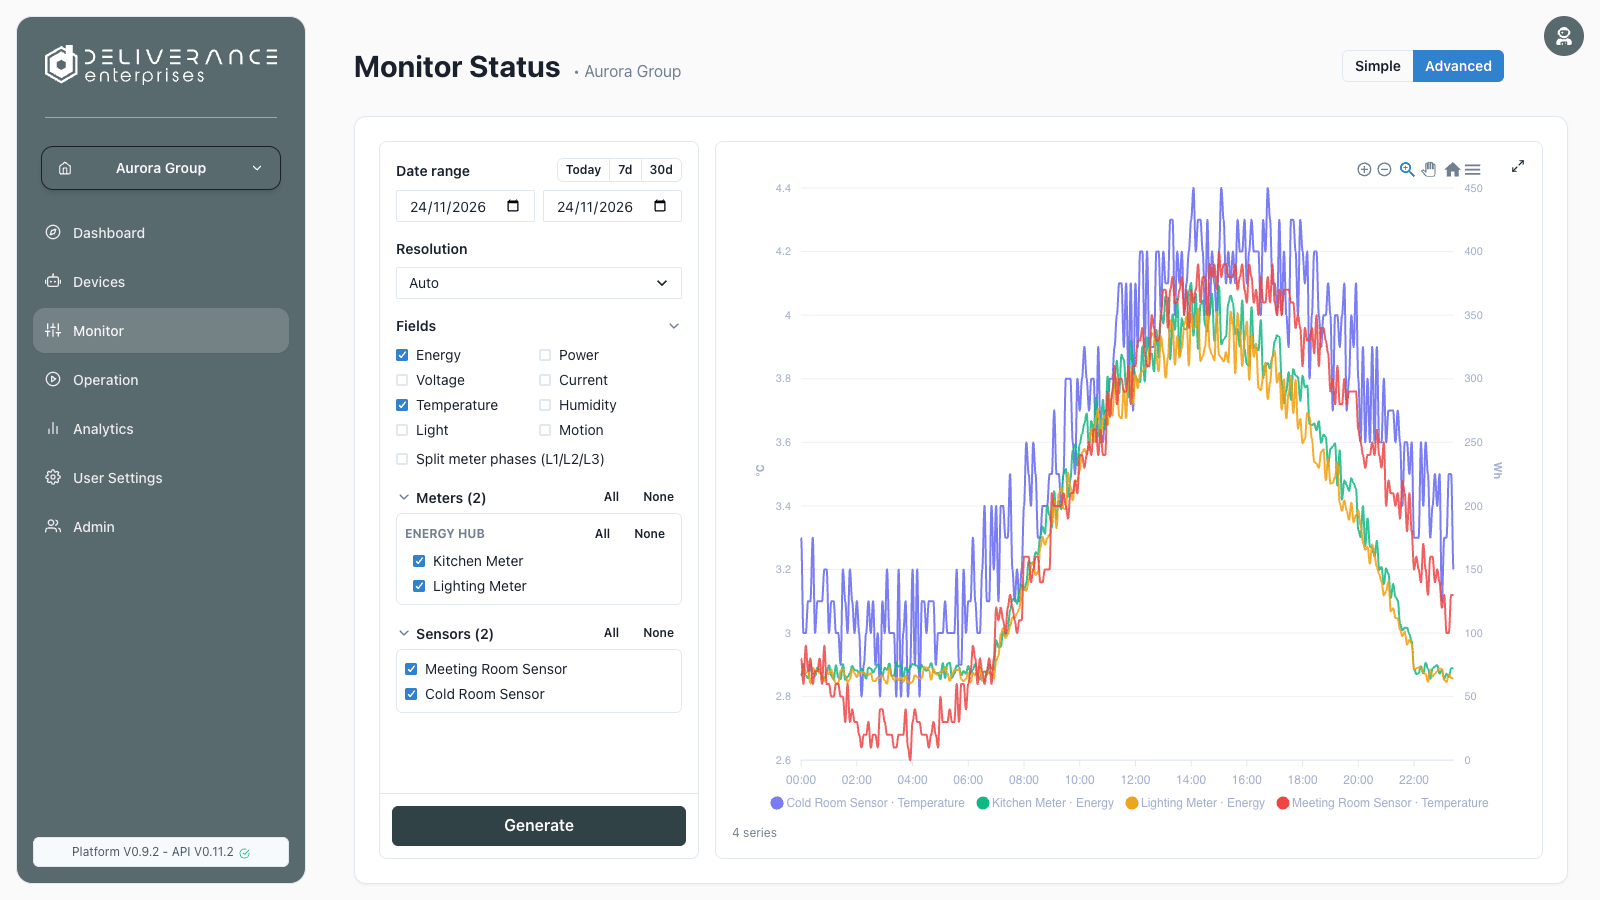 DELIVERANCE
enterprises
Aurora Group
Dashboard
Devices
Monitor
Operation
Analytics
User Settings
Admin
Platform V0.9.2 - API V0.11.2
Monitor Status • Aurora Group
Simple Advanced
Date range Today 7d 30d
24/11/2026 24/11/2026
Resolution
Auto
Fields
Energy Power
Voltage Current
Temperature Humidity
Light Motion
Split meter phases (L1/L2/L3)
Meters (2) All None
ENERGY HUB All None
Kitchen Meter
Lighting Meter
Sensors (2) All None
Meeting Room Sensor
Cold Room Sensor
Generate
4.4 450
4.2 400
4 350
3.8 300
3.6 250
°C Wh
3.4 200
3.2 150
3 100
2.8 50
2.6 0
00:00 02:00 04:00 06:00 08:00 10:00 12:00 14:00 16:00 18:00 20:00 22:00
Cold Room Sensor · Temperature Kitchen Meter · Energy Lighting Meter · Energy Meeting Room Sensor · Temperature
4 series